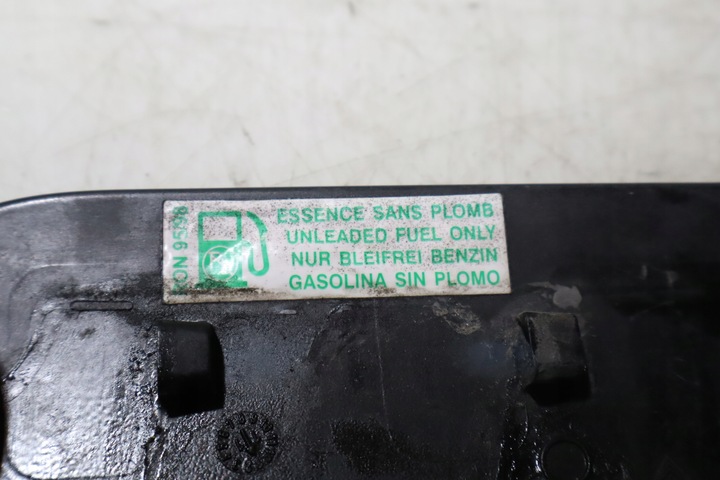 ESSENCE SANS PLOMB
UNLEADED FUEL ONLY
NUR BLEIFREI BENZIN
GASOLINA SIN PLOMO